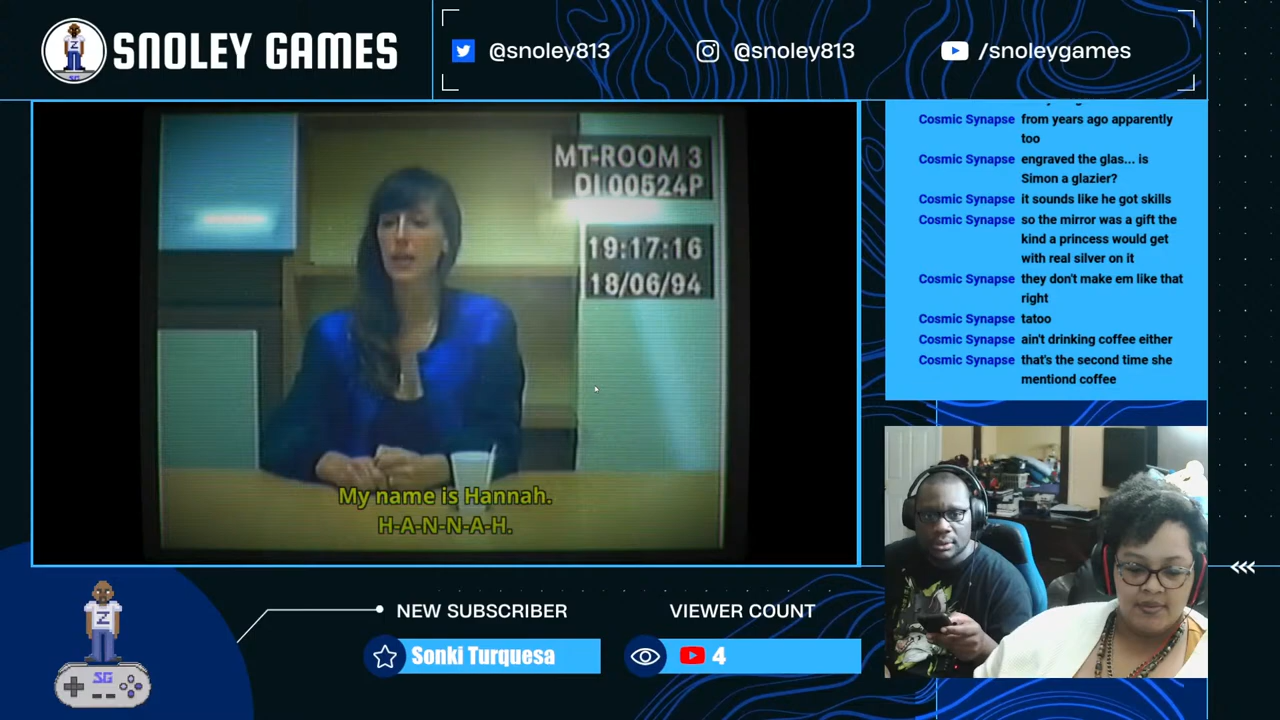 SNOLEY GAMES
@snoley813
@snoley813
/snoleygames
MT-ROOM 3
DI 00524P
19:17:16
18/06/94
My name is Hannah.
H-A-N-N-A-H.
Cosmic Synapse from years ago apparently
too
Cosmic Synapse engraved the glas... is
Simon a glazier?
Cosmic Synapse it sounds like he got skills
Cosmic Synapse so the mirror was a gift the
kind a princess would get
with real silver on it
Cosmic Synapse they don't make em like that
right
Cosmic Synapse tatoo
Cosmic Synapse ain't drinking coffee either
Cosmic Synapse that's the second time she
mentiond coffee
NEW SUBSCRIBER
Sonki Turquesa
VIEWER COUNT
4
Z
SG
Z
SG